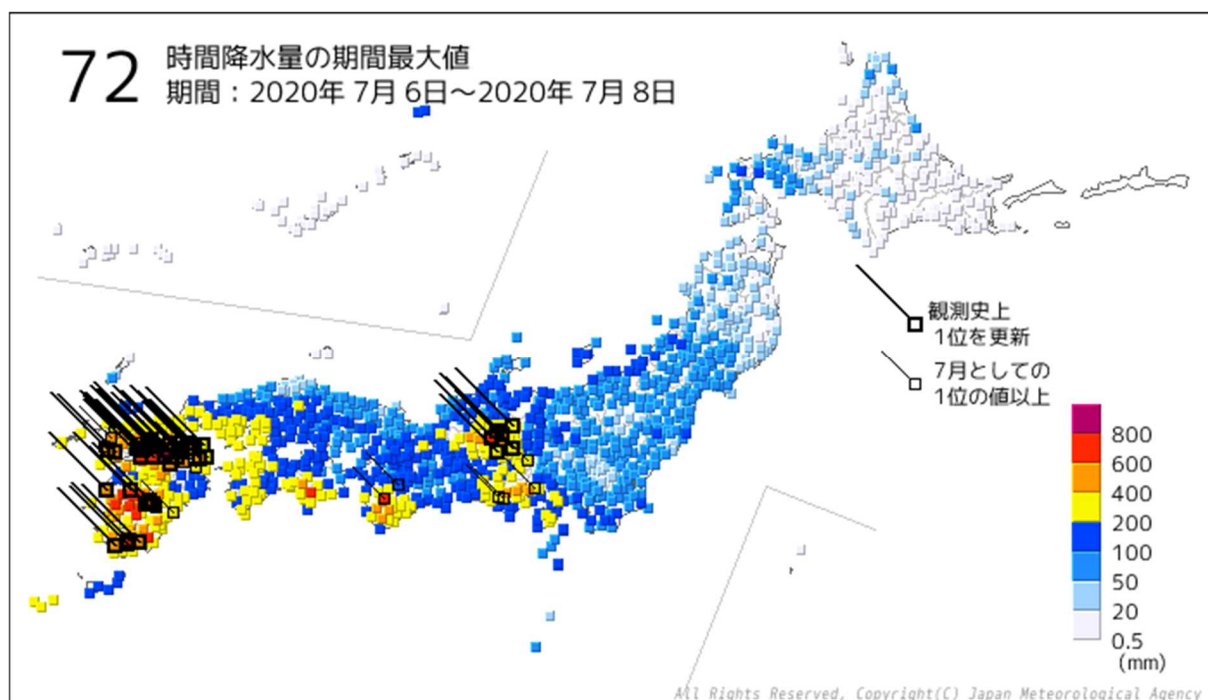 72 時間降水量の期間最大値
期間：2020年 7月 6日～2020年 7月 8日
観測史上
1位を更新
7月としての
1位の値以上
800
600
400
200
100
50
20
0.5
(mm)
All Rights Reserved, Copyright(C) Japan Meteorological Agency